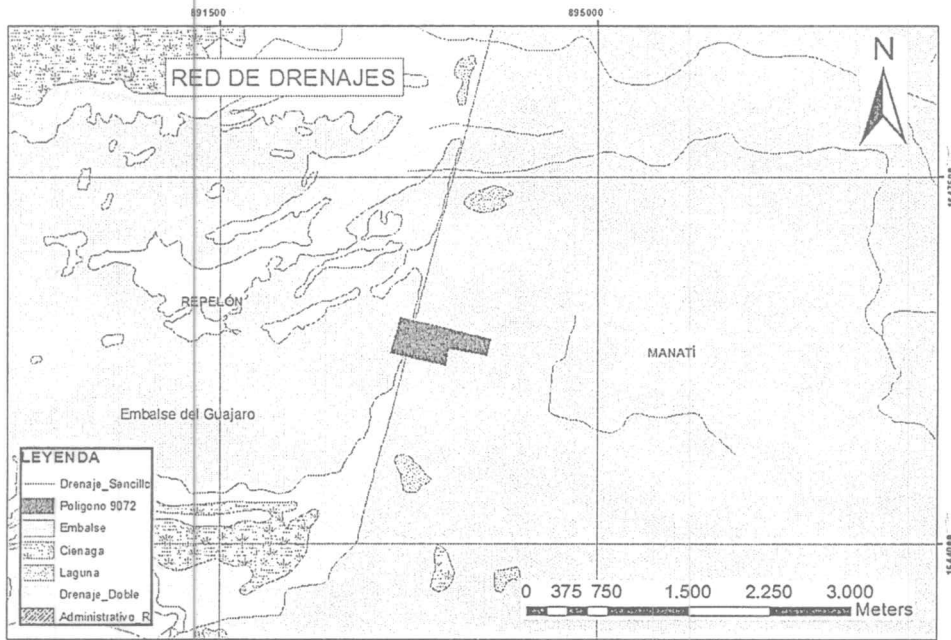 891500
895000
RED DE DRENAJES
N
REPELÓN
MANATÍ
Embalse del Guajaro
LEYENDA
Drenaje_Sencillo
Poligono 9072
Embalse
Cienaga
Laguna
Drenaje_Doble
Administrativo_R
0 375 750 1.500 2.250 3.000
Meters